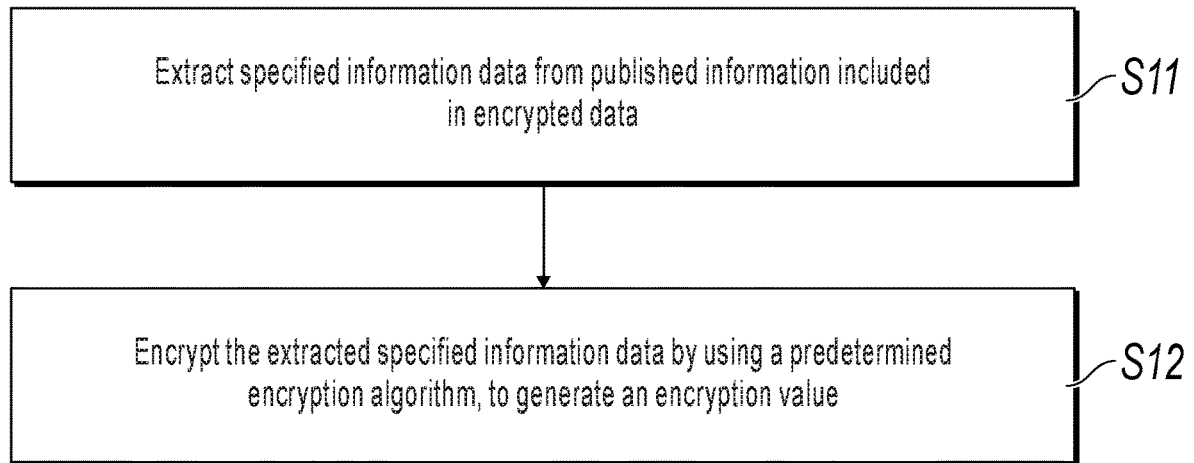 Extract specified information data from published information included
in encrypted data
S11
Encrypt the extracted specified information data by using a predetermined
encryption algorithm, to generate an encryption value
S12